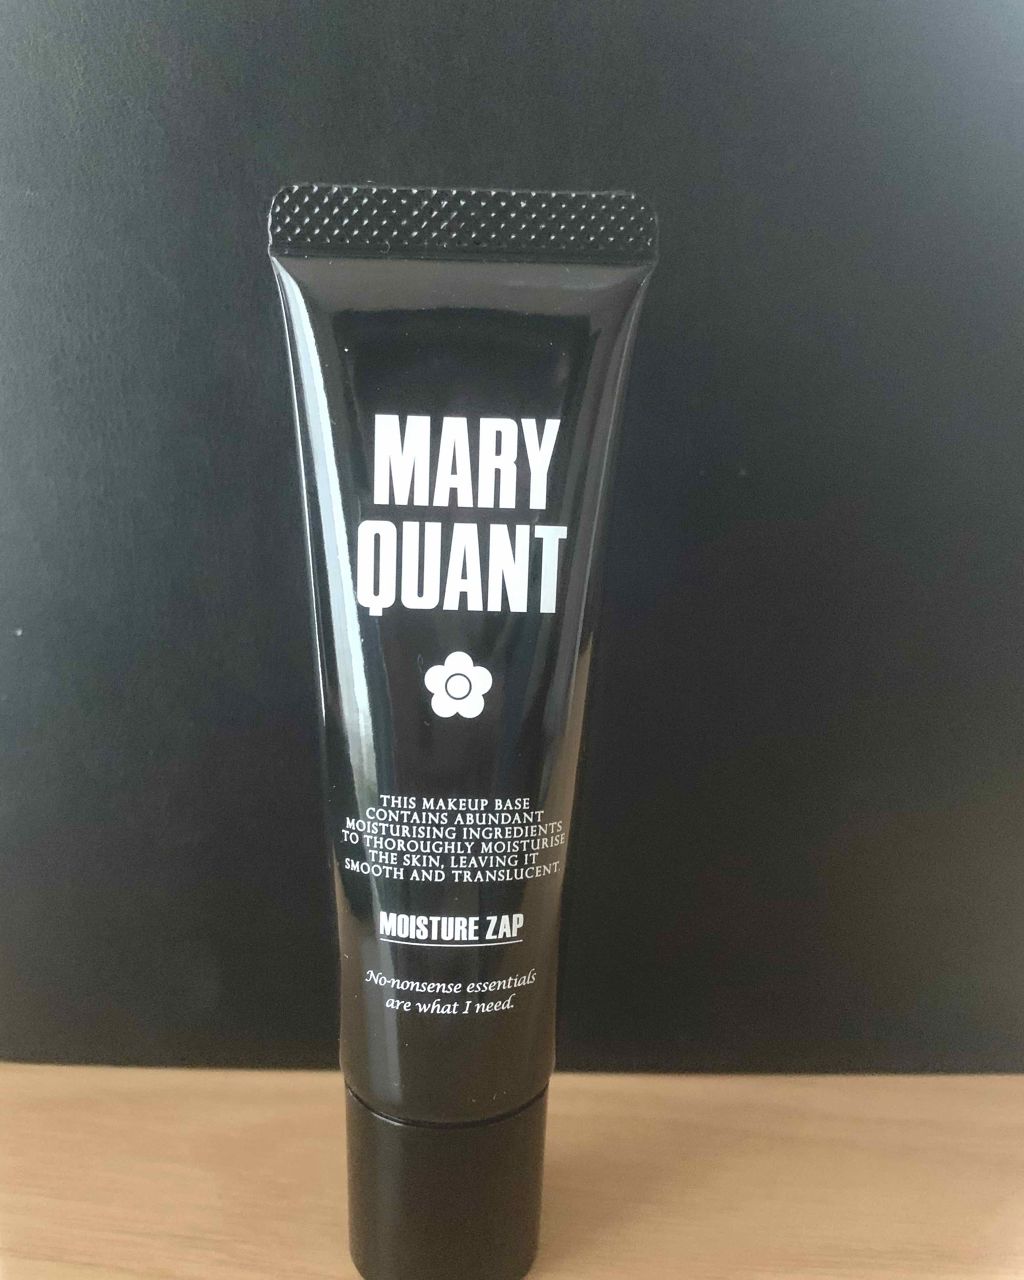 MARY
QUANT
THIS MAKEUP BASE
CONTAINS ABUNDANT
MOISTURISING INGREDIENTS
TO THOROUGHLY MOISTURISE
THE SKIN, LEAVING IT
SMOOTH AND TRANSLUCENT.
MOISTURE ZAP
No-nonsense essentials
are what I need.